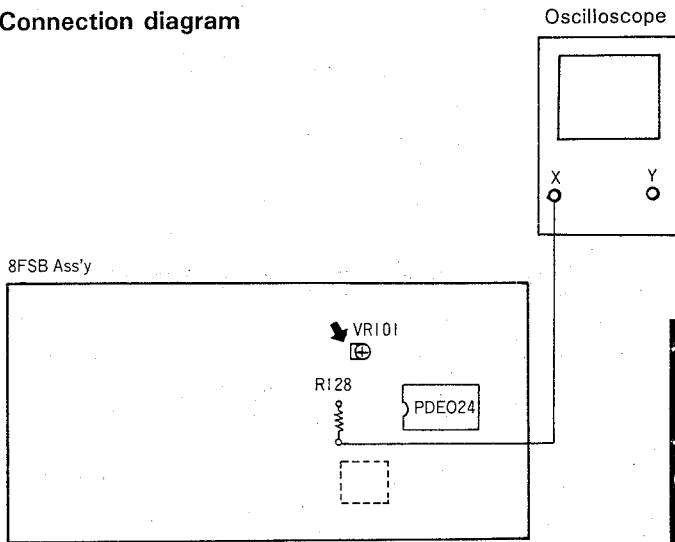 Connection diagram
Oscilloscope
X
Y
8FSB Ass'y
VR101
R128
PDE024